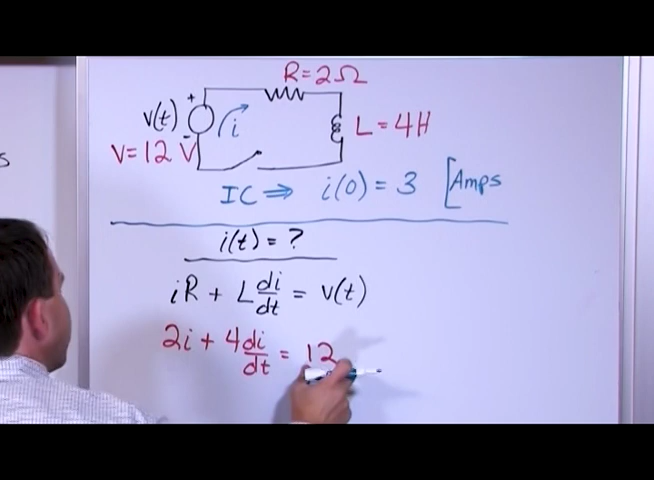 R = 2Ω
+
v(t)
i
L = 4H
-
V = 12 V
s
IC ⇒ i(0) = 3 [Amps
i(t) = ?
iR + L di/dt = v(t)
2i + 4 di/dt = 12